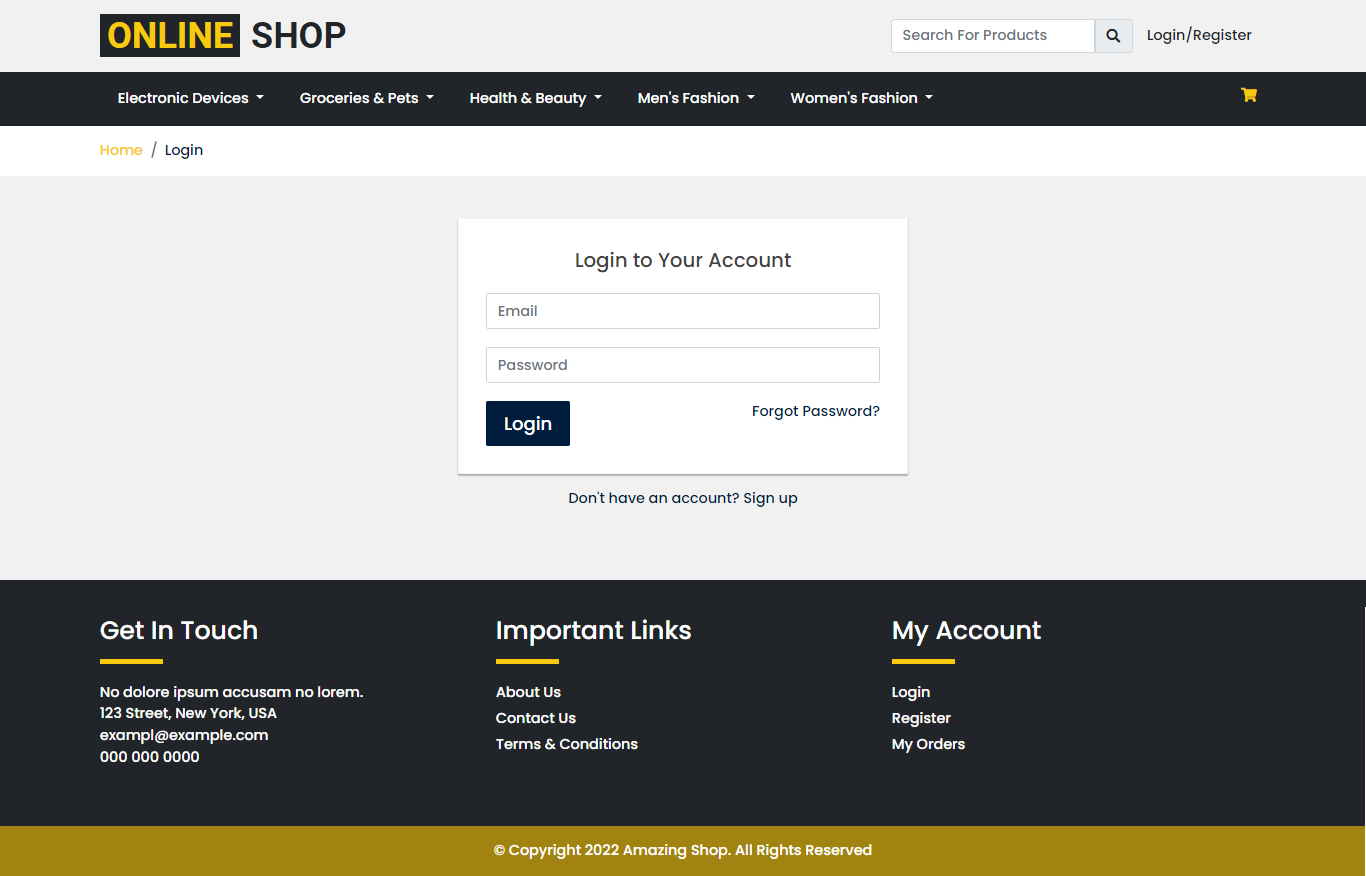 ONLINE SHOP
Search For Products
Login/Register
Electronic Devices
Groceries & Pets
Health & Beauty
Men's Fashion
Women's Fashion
Home / Login
Login to Your Account
Email
Password
Login
Forgot Password?
Don't have an account? Sign up
Get In Touch
No dolore ipsum accusam no lorem.
123 Street, New York, USA
exampl@example.com
000 000 0000
Important Links
About Us
Contact Us
Terms & Conditions
My Account
Login
Register
My Orders
© Copyright 2022 Amazing Shop. All Rights Reserved